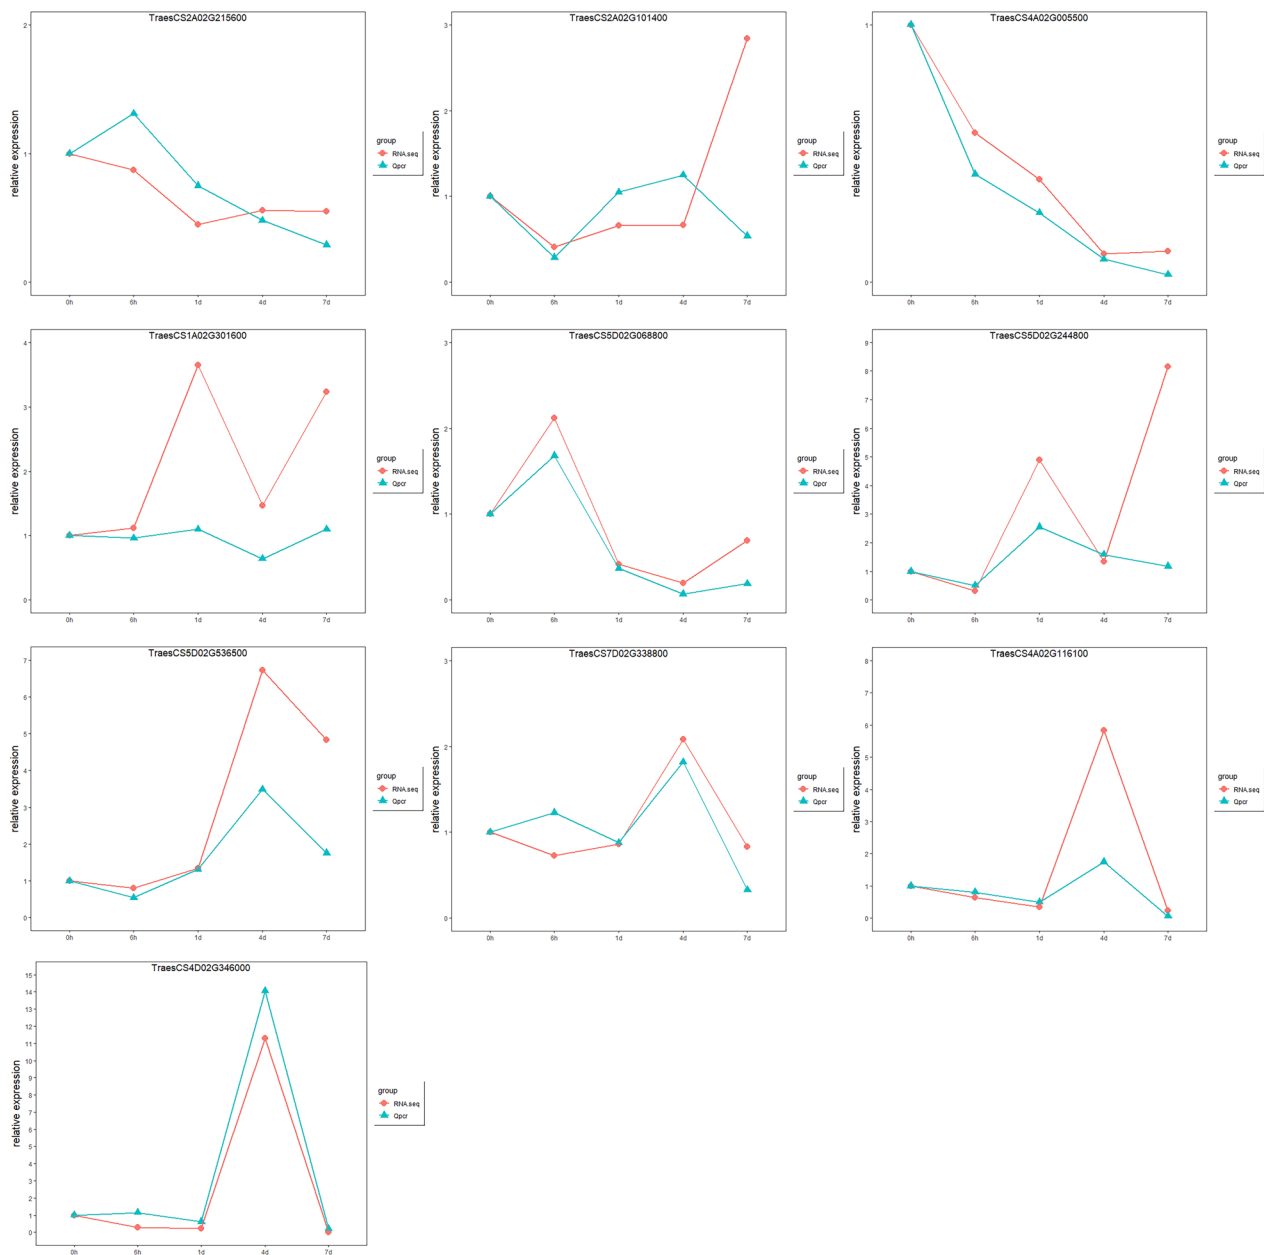 TraesCS2A02G215600
2
1
0
relative expression
0h 6h 1d 4d 7d
group
RNA.seq
Qpcr
TraesCS2A02G101400
3
2
1
0
relative expression
0h 6h 1d 4d 7d
group
RNA.seq
Qpcr
TraesCS4A02G005500
1
0
relative expression
0h 6h 1d 4d 7d
group
RNA.seq
Qpcr
TraesCS1A02G301600
4
3
2
1
0
relative expression
0h 6h 1d 4d 7d
group
RNA.seq
Qpcr
TraesCS5D02G068800
3
2
1
0
relative expression
0h 6h 1d 4d 7d
group
RNA.seq
Qpcr
TraesCS5D02G244800
9
8
7
6
5
4
3
2
1
0
relative expression
0h 6h 1d 4d 7d
group
RNA.seq
Qpcr
TraesCS5D02G536500
7
6
5
4
3
2
1
0
relative expression
0h 6h 1d 4d 7d
group
RNA.seq
Qpcr
TraesCS7D02G338800
3
2
1
0
relative expression
0h 6h 1d 4d 7d
group
RNA.seq
Qpcr
TraesCS4A02G116100
8
7
6
5
4
3
2
1
0
relative expression
0h 6h 1d 4d 7d
group
RNA.seq
Qpcr
TraesCS4D02G346000
15
14
13
12
11
10
9
8
7
6
5
4
3
2
1
0
relative expression
0h 6h 1d 4d 7d
group
RNA.seq
Qpcr